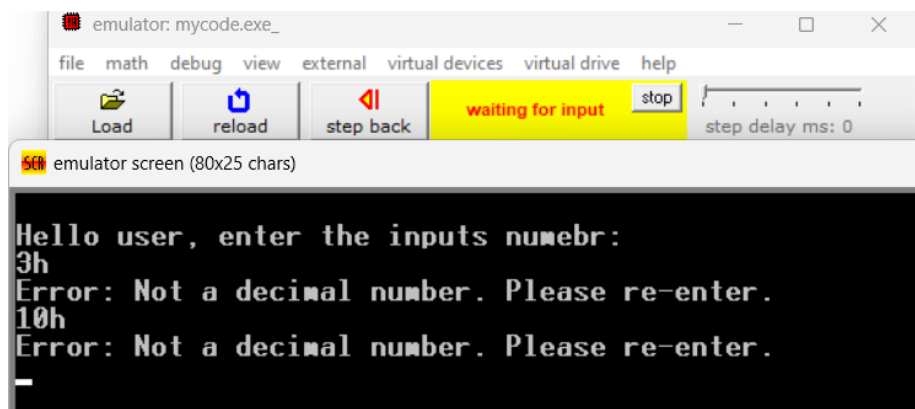 emulator: mycode.exe_
file math debug view external virtual devices virtual drive help
Load reload step back waiting for input stop step delay ms: 0
SCR emulator screen (80x25 chars)
Hello user, enter the inputs numebr:
3h
Error: Not a decimal number. Please re-enter.
10h
Error: Not a decimal number. Please re-enter.